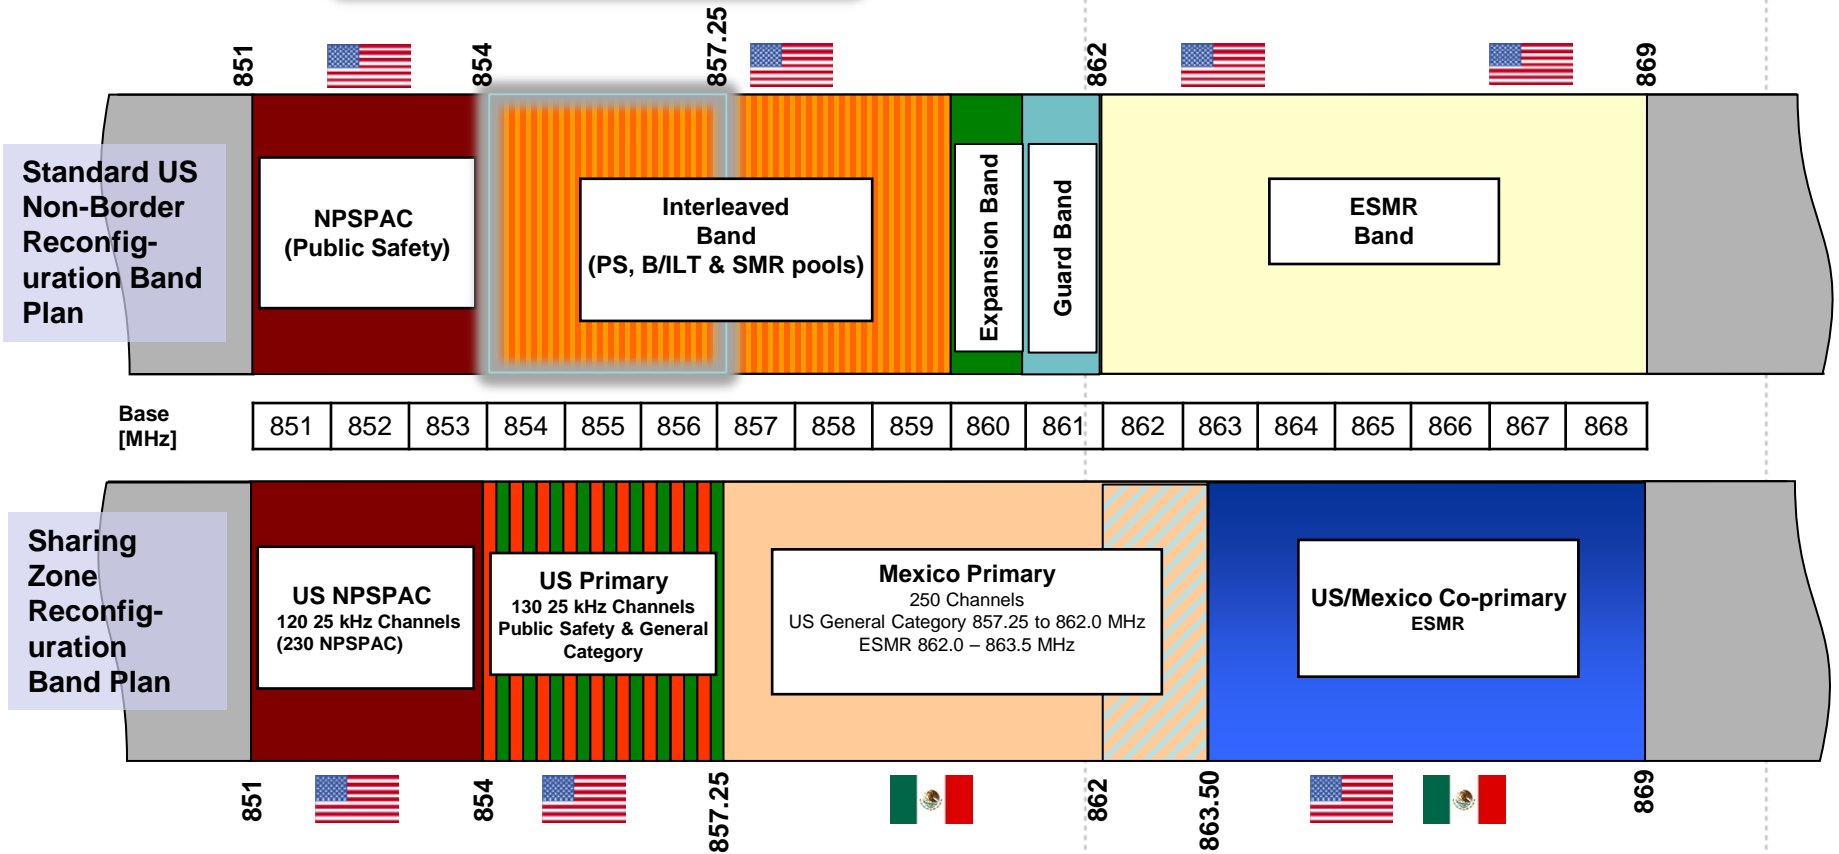 851
854
857.25
862
869
Standard US
Non-Border
Reconfig-
uration Band
Plan
NPSPAC
(Public Safety)
Interleaved
Band
(PS, B/ILT & SMR pools)
Expansion Band
Guard Band
ESMR
Band
Base
[MHz]
851 852 853 854 855 856 857 858 859 860 861 862 863 864 865 866 867 868
Sharing
Zone
Reconfig-
uration
Band Plan
US NPSPAC
120 25 kHz Channels
(230 NPSPAC)
US Primary
130 25 kHz Channels
Public Safety & General
Category
Mexico Primary
250 Channels
US General Category 857.25 to 862.0 MHz
ESMR 862.0 – 863.5 MHz
US/Mexico Co-primary
ESMR
851
854
857.25
862
863.50
869